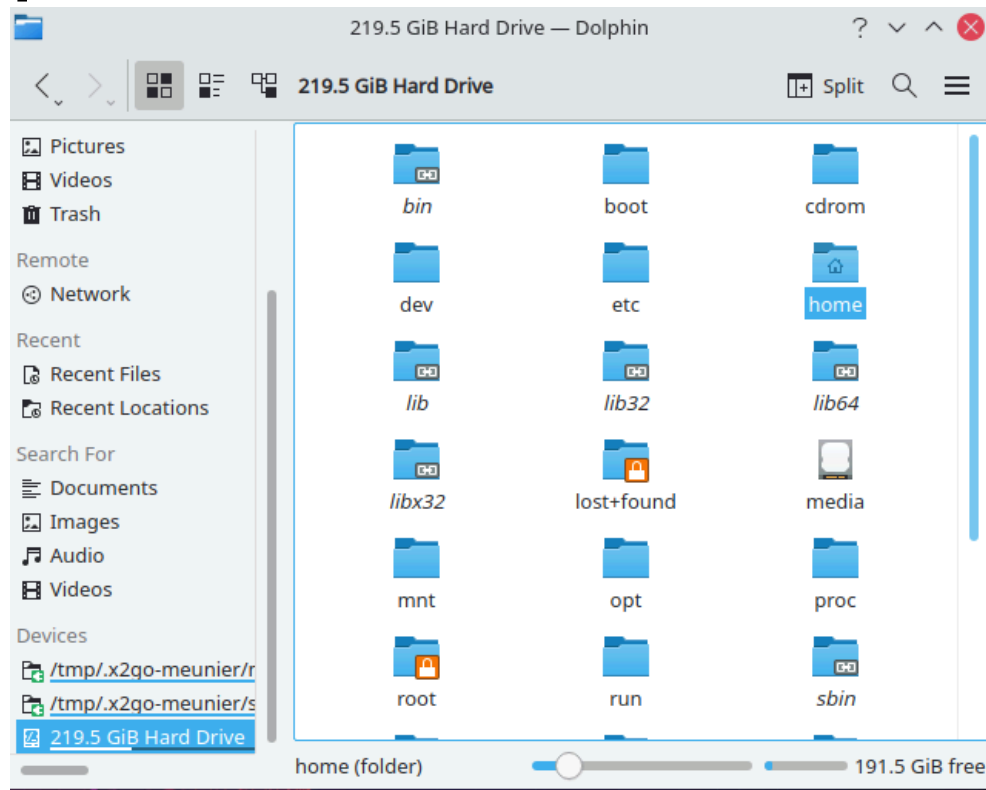 219.5 GiB Hard Drive — Dolphin
219.5 GiB Hard Drive
Split
Pictures
Videos
Trash
Remote
Network
Recent
Recent Files
Recent Locations
Search For
Documents
Images
Audio
Videos
Devices
/tmp/.x2go-meunier/r
/tmp/.x2go-meunier/s
219.5 GiB Hard Drive
bin
boot
cdrom
dev
etc
home
lib
lib32
lib64
libx32
lost+found
media
mnt
opt
proc
root
run
sbin
home (folder)
191.5 GiB free